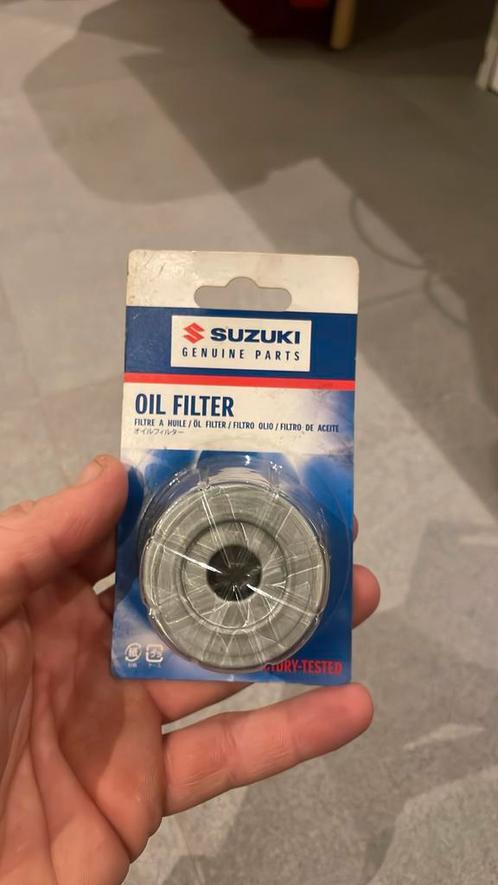 SUZUKI
GENUINE PARTS
OIL FILTER
FILTRE A HUILE / ÖL FILTER / FILTRO OLIO / FILTRO DE ACEITE
オイルフィルター
TORY-TESTED